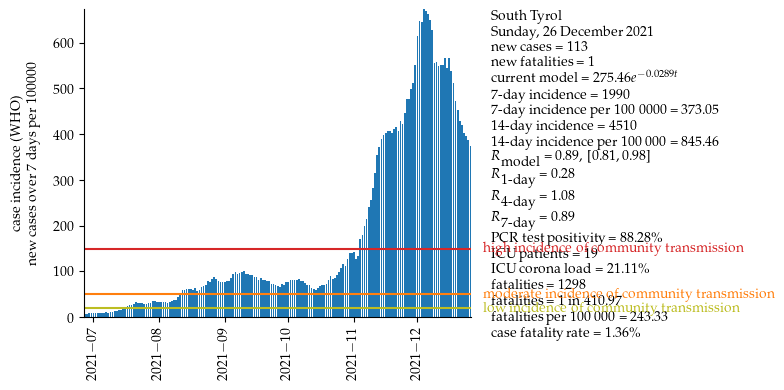 case incidence (WHO)
new cases over 7 days per 100000
600
500
400
300
200
100
0
2021−07
2021−08
2021−09
2021−10
2021−11
2021−12
South Tyrol
Sunday, 26 December 2021
new cases = 113
new fatalities = 1
current model = 275.46e^{−0.0289t}
7-day incidence = 1990
7-day incidence per 100 0000 = 373.05
14-day incidence = 4510
14-day incidence per 100 000 = 845.46
R_model = 0.89, [0.81, 0.98]
R_1-day = 0.28
R_4-day = 1.08
R_7-day = 0.89
PCR test positivity = 88.28%
high incidence of community transmission
ICU patients = 19
ICU corona load = 21.11%
fatalities = 1298
moderate incidence of community transmission
fatalities = 1 in 410.97
low incidence of community transmission
fatalities per 100 000 = 243.33
case fatality rate = 1.36%